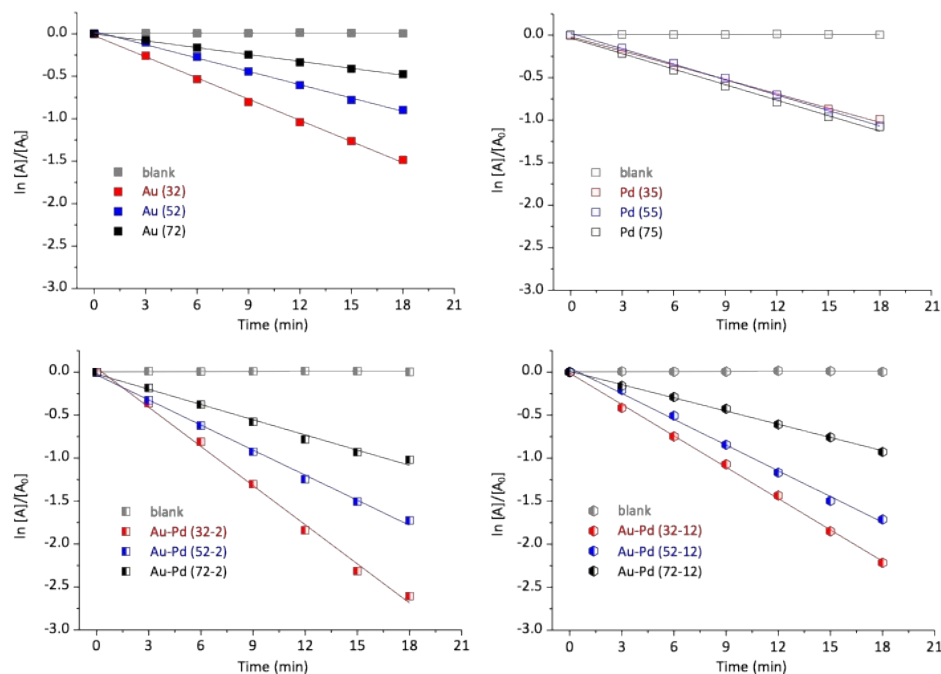 0.0
-0.5
-1.0
-1.5
-2.0
-2.5
-3.0
ln [A]/[A₀]
blank
Au (32)
Au (52)
Au (72)
0 3 6 9 12 15 18 21
Time (min)
0.0
-0.5
-1.0
-1.5
-2.0
-2.5
-3.0
ln [A]/[A₀]
blank
Pd (35)
Pd (55)
Pd (75)
0 3 6 9 12 15 18 21
Time (min)
0.0
-0.5
-1.0
-1.5
-2.0
-2.5
-3.0
ln [A]/[A₀]
blank
Au-Pd (32-2)
Au-Pd (52-2)
Au-Pd (72-2)
0 3 6 9 12 15 18 21
Time (min)
0.0
-0.5
-1.0
-1.5
-2.0
-2.5
-3.0
ln [A]/[A₀]
blank
Au-Pd (32-12)
Au-Pd (52-12)
Au-Pd (72-12)
0 3 6 9 12 15 18 21
Time (min)